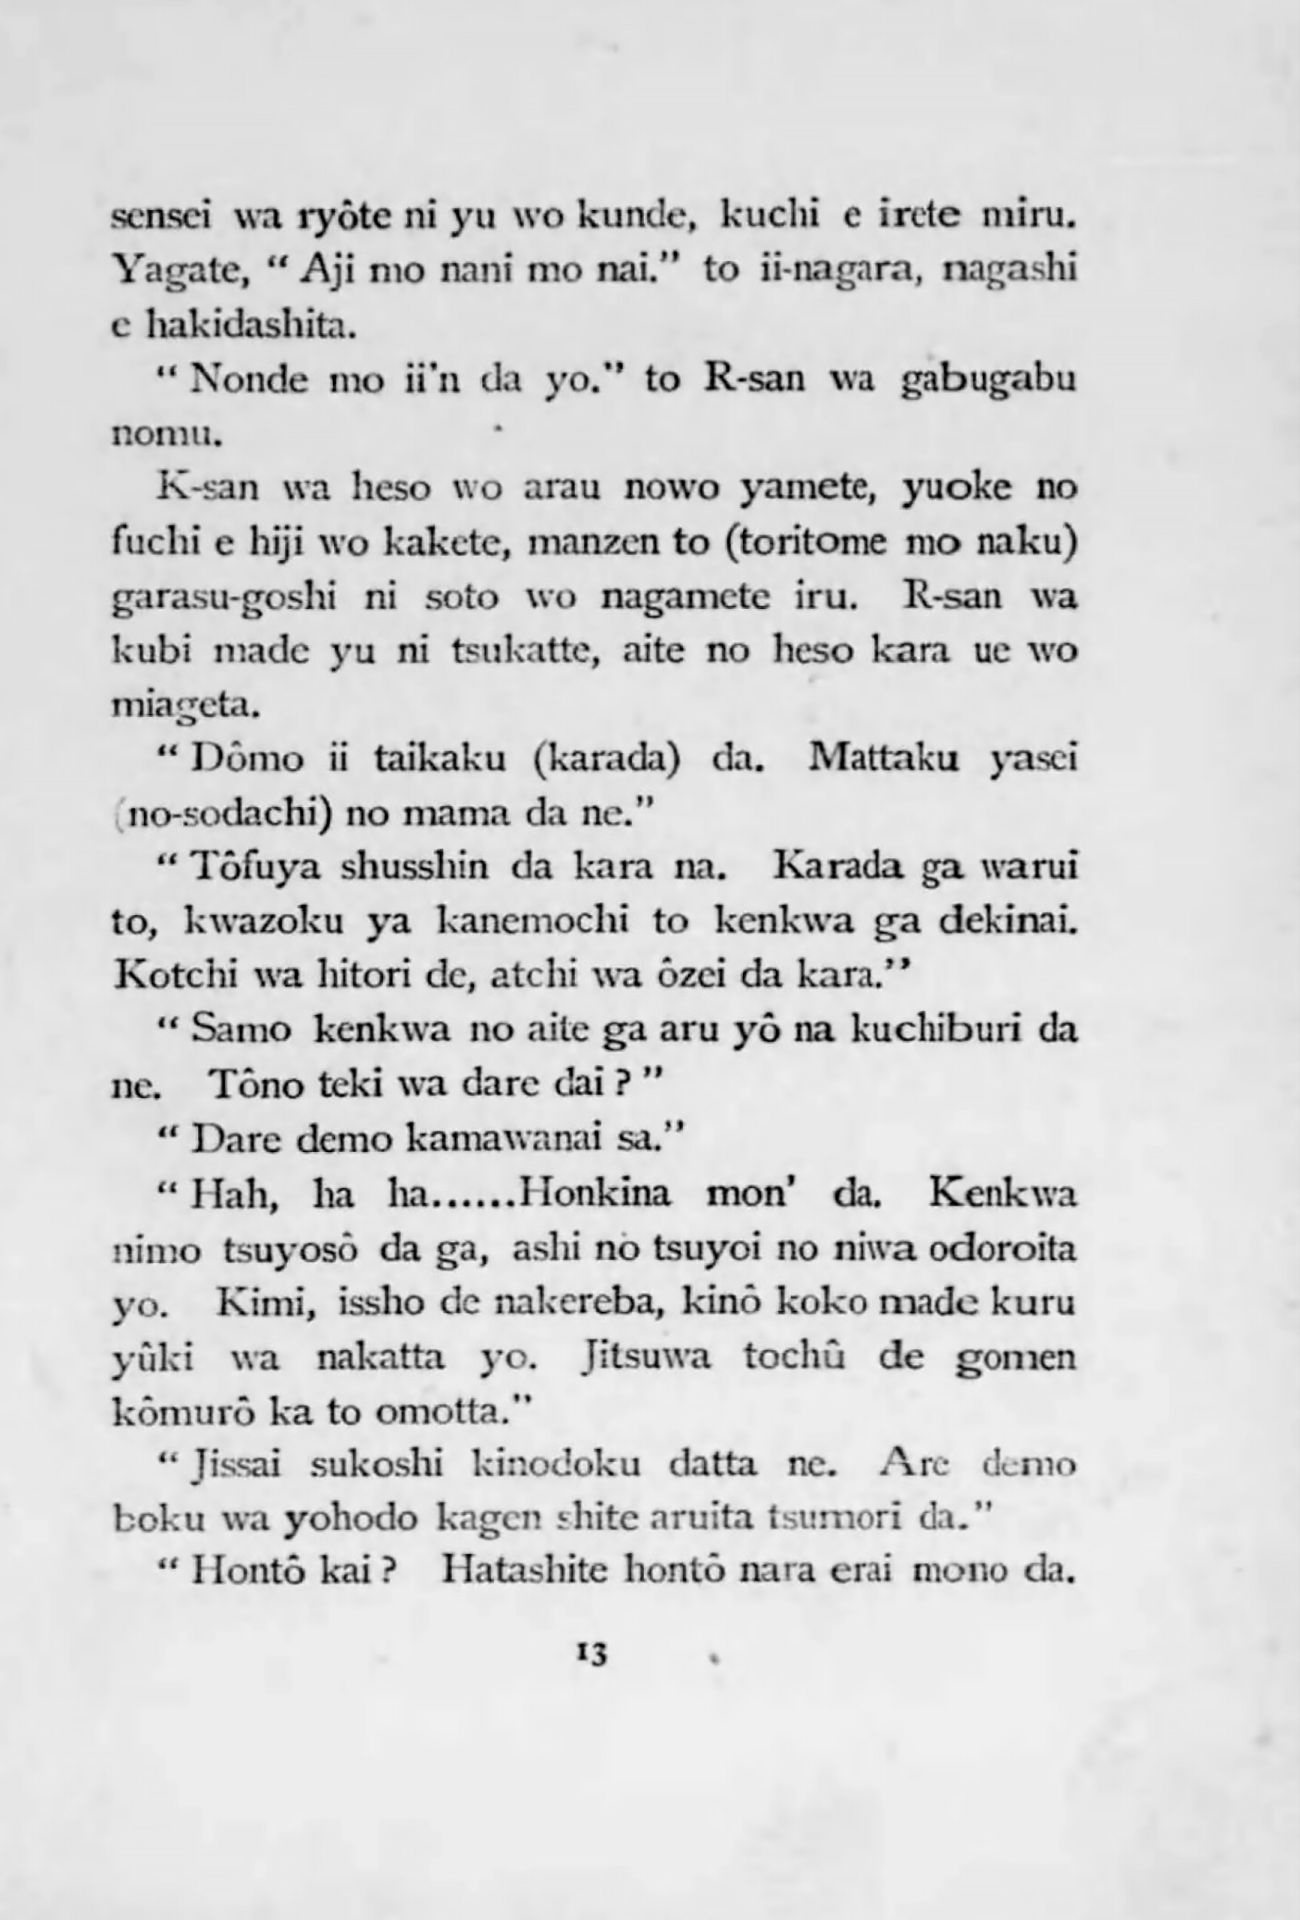 sensei wa ryôte ni yu wo kunde, kuchi e irete miru.
Yagate, “ Aji mo nani mo nai.” to ii-nagara, nagashi
e hakidashita.
“ Nonde mo ii'n da yo.” to R-san wa gabugabu
nomu.
K-san wa heso wo arau nowo yamete, yuoke no
fuchi e hiji wo kakete, manzen to (toritome mo naku)
garasu-goshi ni soto wo nagamete iru. R-san wa
kubi made yu ni tsukatte, aite no heso kara ue wo
miageta.
“ Dômo ii taikaku (karada) da. Mattaku yasei
(no-sodachi) no mama da ne.”
“ Tôfuya shusshin da kara na. Karada ga warui
to, kwazoku ya kanemochi to kenkwa ga dekinai.
Kotchi wa hitori de, atchi wa ôzei da kara.”
“ Samo kenkwa no aite ga aru yô na kuchiburi da
ne. Tôno teki wa dare dai ? ”
“ Dare demo kamawanai sa.”
“ Hah, ha ha......Honkina mon' da. Kenkwa
nimo tsuyosô da ga, ashi no tsuyoi no niwa odoroita
yo. Kimi, issho de nakereba, kinô koko made kuru
yûki wa nakatta yo. Jitsuwa tochû de gomen
kômurô ka to omotta.”
“ Jissai sukoshi kinodoku datta ne. Are demo
boku wa yohodo kagen shite aruita tsumori da.”
“ Hontô kai ? Hatashite hontô nara erai mono da.
13